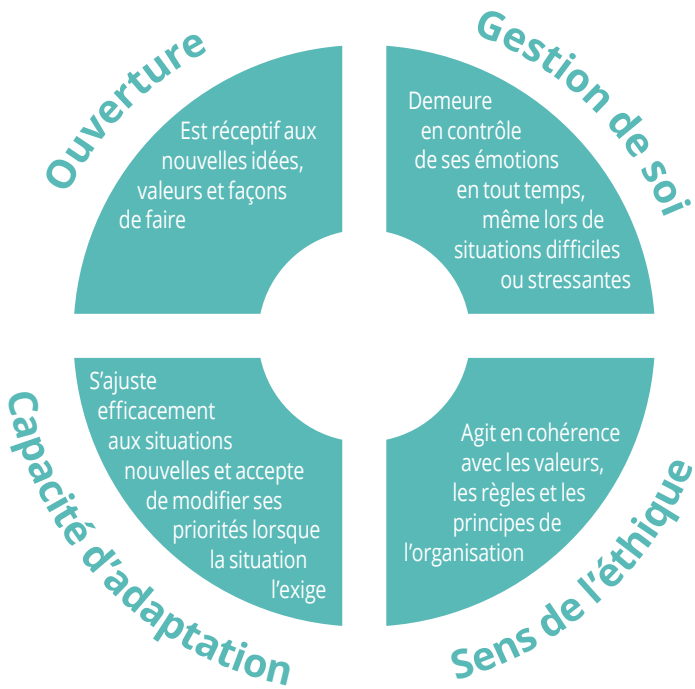 Ouverture
Est réceptif aux
nouvelles idées,
valeurs et façons
de faire
Gestion de soi
Demeure
en contrôle
de ses émotions
en tout temps,
même lors de
situations difficiles
ou stressantes
Capacité d'adaptation
S'ajuste
efficacement
aux situations
nouvelles et accepte
de modifier ses
priorités lorsque
la situation
l'exige
Sens de l'éthique
Agit en cohérence
avec les valeurs,
les règles et les
principes de
l'organisation